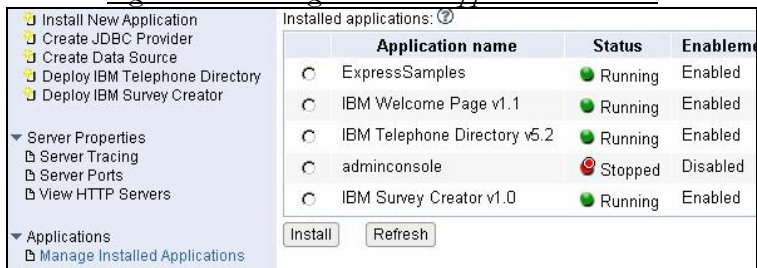 Install New Application
Create JDBC Provider
Create Data Source
Deploy IBM Telephone Directory
Deploy IBM Survey Creator
Server Properties
Server Tracing
Server Ports
View HTTP Servers
Applications
Manage Installed Applications
Installed applications:
Application name Status Enableme
ExpressSamples Running Enabled
IBM Welcome Page v1.1 Running Enabled
IBM Telephone Directory v5.2 Running Enabled
adminconsole Stopped Disabled
IBM Survey Creator v1.0 Running Enabled
Install Refresh